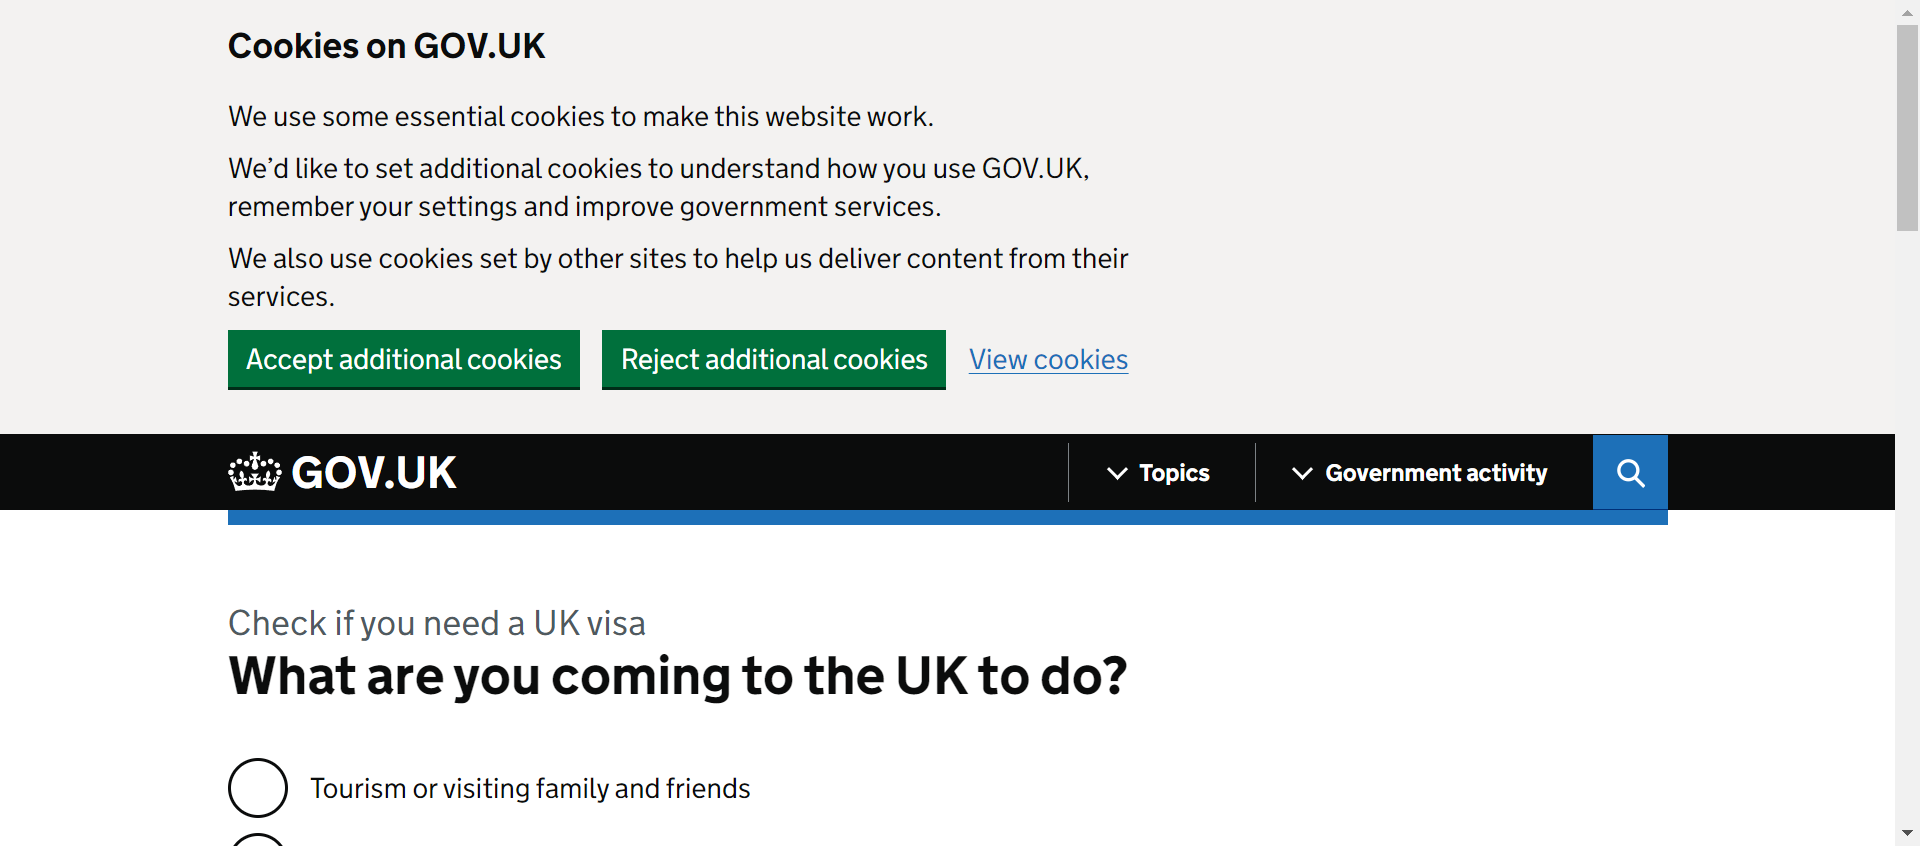 Cookies on GOV.UK
We use some essential cookies to make this website work.
We’d like to set additional cookies to understand how you use GOV.UK,
remember your settings and improve government services.
We also use cookies set by other sites to help us deliver content from their
services.
Accept additional cookies Reject additional cookies View cookies
GOV.UK Topics Government activity
Check if you need a UK visa
What are you coming to the UK to do?
Tourism or visiting family and friends